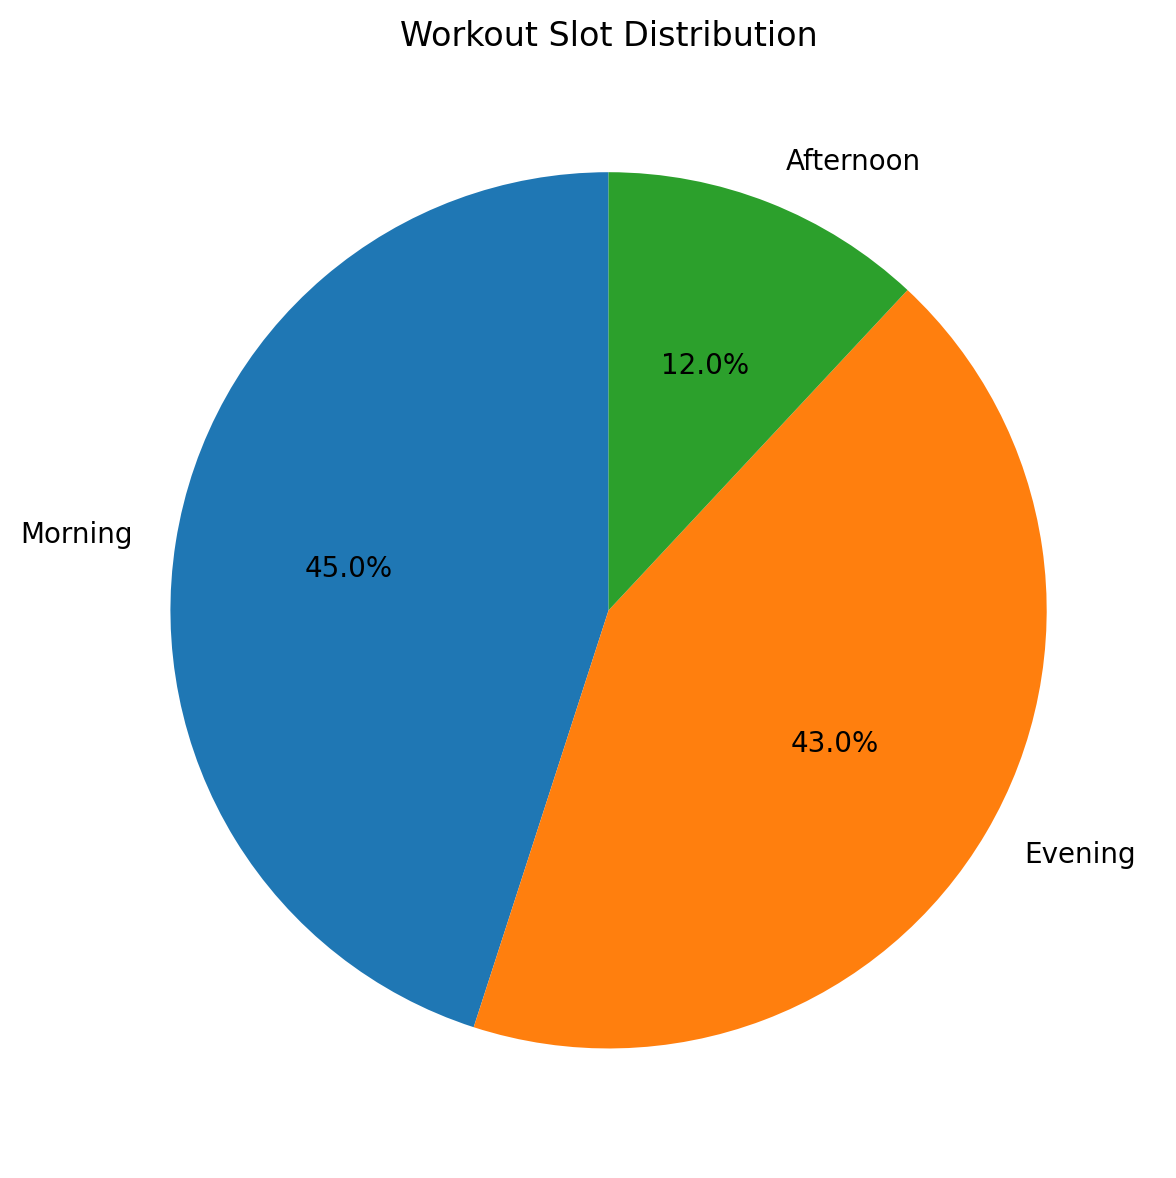 Workout Slot Distribution
Afternoon
12.0%
Morning
45.0%
43.0%
Evening